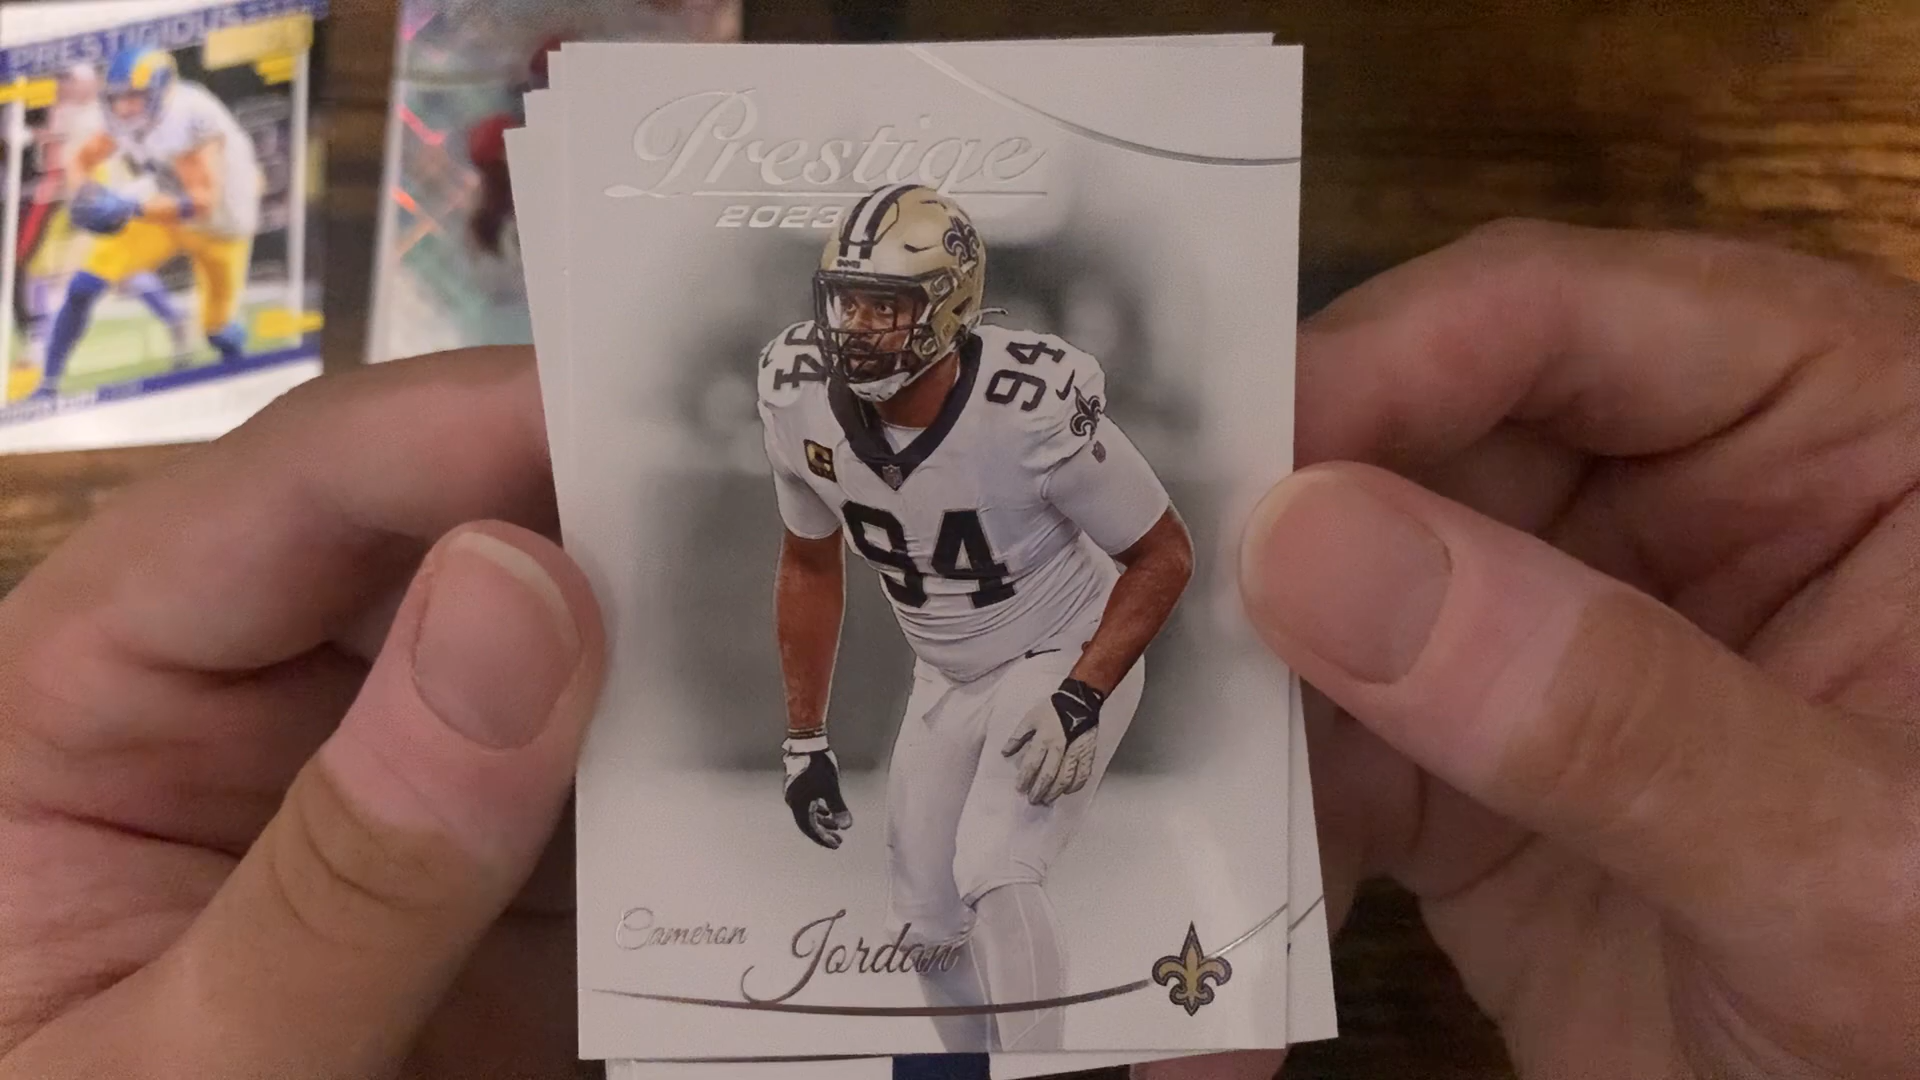 PRESTIGIOUS
Prestige
2023
94
94
94
C
Cameron
Jordan